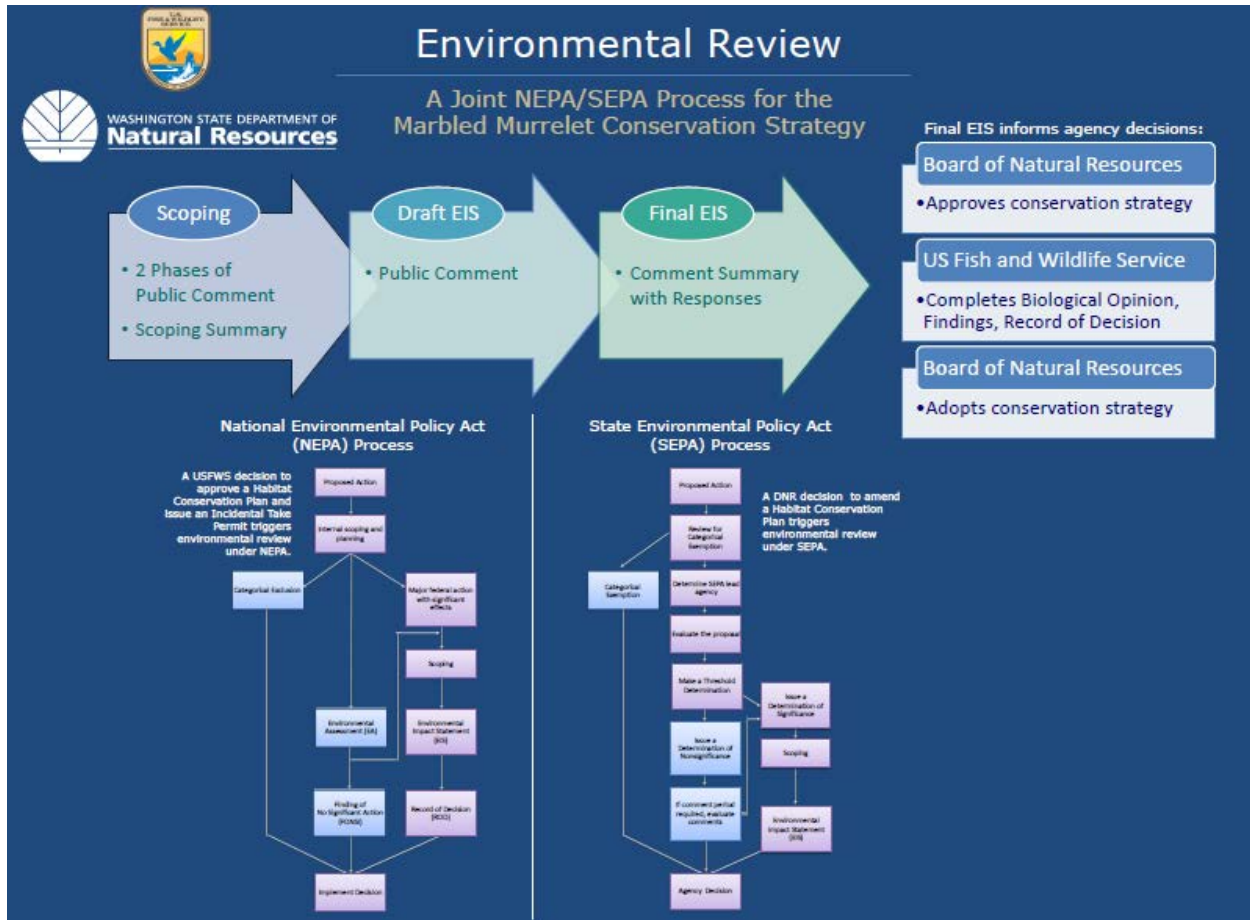 U.S.
FISH & WILDLIFE
SERVICE
WASHINGTON STATE DEPARTMENT OF
Natural Resources
Environmental Review
A Joint NEPA/SEPA Process for the
Marbled Murrelet Conservation Strategy
Scoping
• 2 Phases of
Public Comment
• Scoping Summary
Draft EIS
• Public Comment
Final EIS
• Comment Summary
with Responses
Final EIS informs agency decisions:
Board of Natural Resources
•Approves conservation strategy
US Fish and Wildlife Service
•Completes Biological Opinion,
Findings, Record of Decision
Board of Natural Resources
•Adopts conservation strategy
National Environmental Policy Act
(NEPA) Process
A USFWS decision to
approve a Habitat
Conservation Plan and
Issue an Incidental Take
Permit triggers
environmental review
under NEPA.
Proposed Action
Internal scoping and
planning
Categorical Exclusion
Major federal action
with significant
effects
Scoping
Environmental
Assessment (EA)
Environmental
Impact Statement
(EIS)
Finding of
No Significant Action
(FONSI)
Record of Decision
(ROD)
Implement Decision
State Environmental Policy Act
(SEPA) Process
A DNR decision to amend
a Habitat Conservation
Plan triggers
environmental review
under SEPA.
Proposed Action
Review for
Categorical
Exemption
Categorical
Exemption
Determine SEPA lead
agency
Evaluate the proposal
Make a Threshold
Determination
Issue a
Determination of
Significance
Issue a
Determination of
Nonsignificance
Scoping
If comment period
required, evaluate
comments
Environmental
Impact Statement
(EIS)
Agency Decision